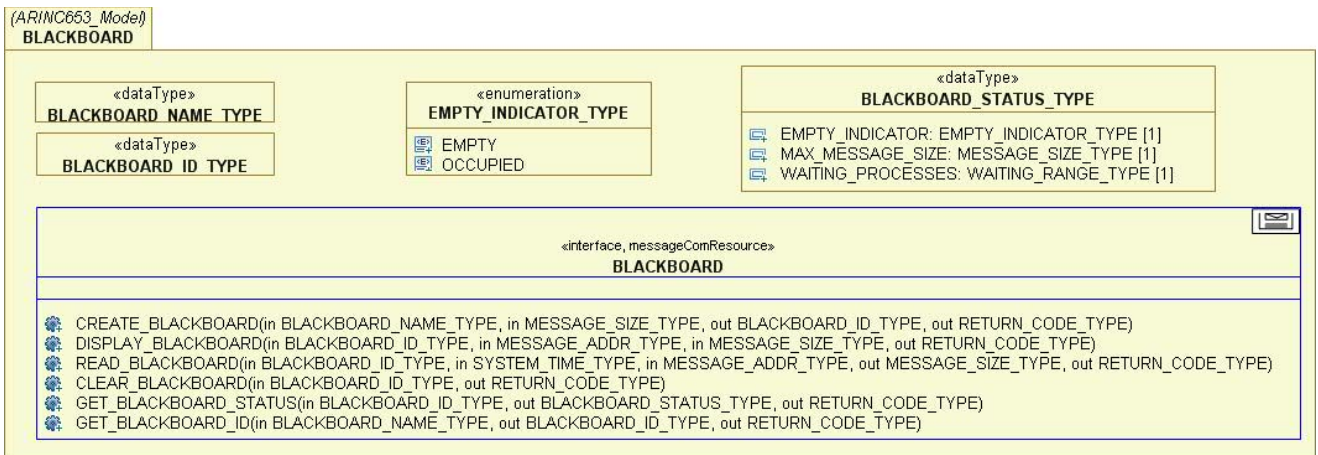 (ARINC653_Model)
BLACKBOARD
«dataType»
BLACKBOARD_NAME_TYPE
«dataType»
BLACKBOARD_ID_TYPE
«enumeration»
EMPTY_INDICATOR_TYPE
EMPTY
OCCUPIED
«dataType»
BLACKBOARD_STATUS_TYPE
EMPTY_INDICATOR: EMPTY_INDICATOR_TYPE [1]
MAX_MESSAGE_SIZE: MESSAGE_SIZE_TYPE [1]
WAITING_PROCESSES: WAITING_RANGE_TYPE [1]
«interface, messageComResource»
BLACKBOARD
CREATE_BLACKBOARD(in BLACKBOARD_NAME_TYPE, in MESSAGE_SIZE_TYPE, out BLACKBOARD_ID_TYPE, out RETURN_CODE_TYPE)
DISPLAY_BLACKBOARD(in BLACKBOARD_ID_TYPE, in MESSAGE_ADDR_TYPE, in MESSAGE_SIZE_TYPE, out RETURN_CODE_TYPE)
READ_BLACKBOARD(in BLACKBOARD_ID_TYPE, in SYSTEM_TIME_TYPE, in MESSAGE_ADDR_TYPE, out MESSAGE_SIZE_TYPE, out RETURN_CODE_TYPE)
CLEAR_BLACKBOARD(in BLACKBOARD_ID_TYPE, out RETURN_CODE_TYPE)
GET_BLACKBOARD_STATUS(in BLACKBOARD_ID_TYPE, out BLACKBOARD_STATUS_TYPE, out RETURN_CODE_TYPE)
GET_BLACKBOARD_ID(in BLACKBOARD_NAME_TYPE, out BLACKBOARD_ID_TYPE, out RETURN_CODE_TYPE)